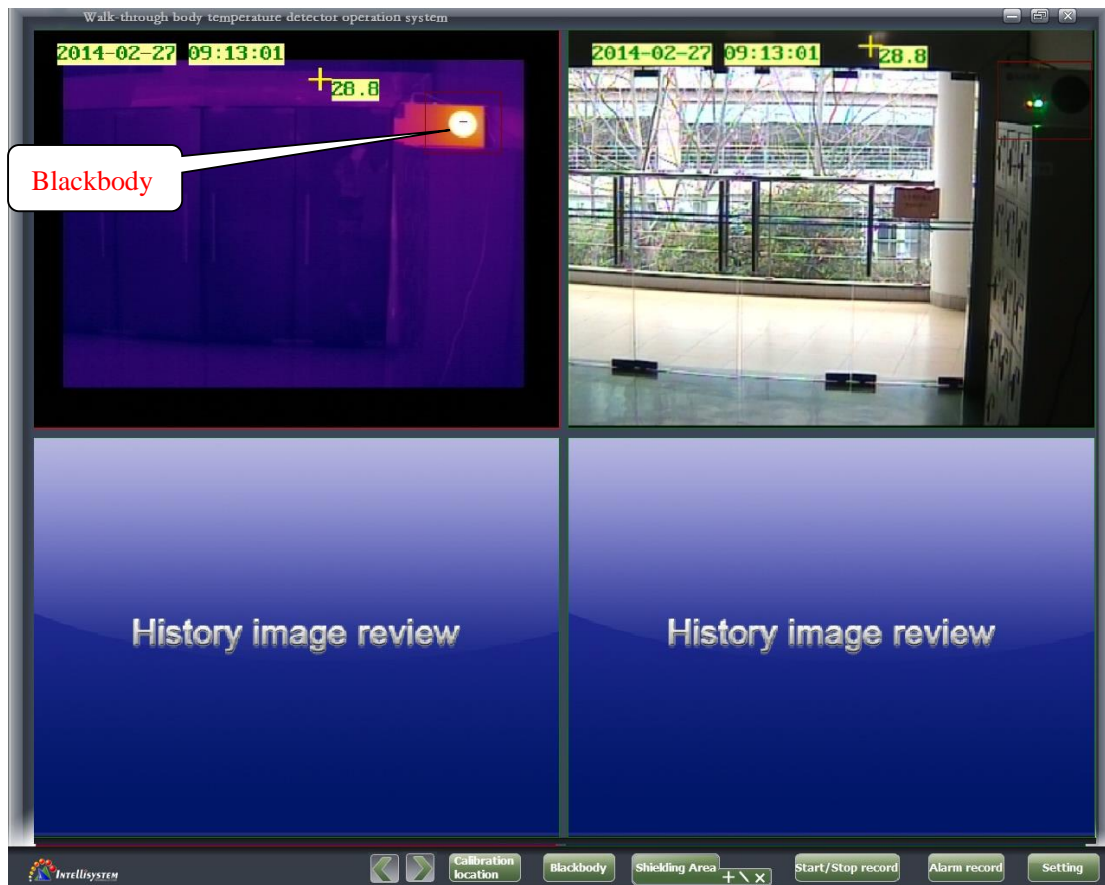 Walk-through body temperature detector operation system
2014-02-27 09:13:01
28.8
2014-02-27 09:13:01
28.8
Blackbody
History image review
History image review
INTELLISYSTEM
Calibration
location
Blackbody
Shielding Area
Start/Stop record
Alarm record
Setting